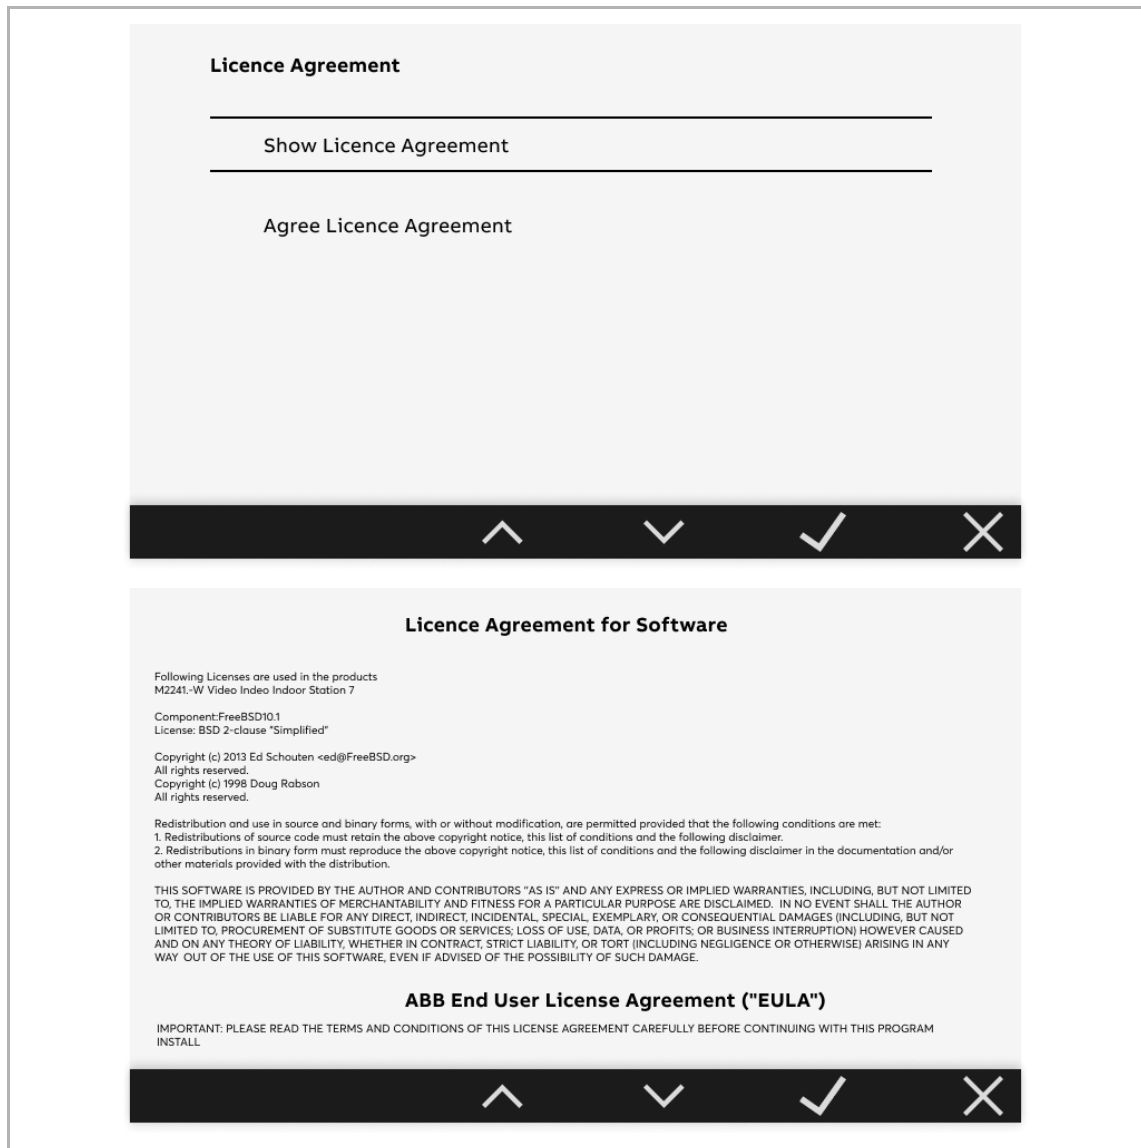 Licence Agreement
Show Licence Agreement
Agree Licence Agreement
Licence Agreement for Software
Following Licenses are used in the products
M2241.-W Video Indeo Indoor Station 7
Component:FreeBSD10.1
License: BSD 2-clause "Simplified"
Copyright (c) 2013 Ed Schouten <ed@FreeBSD.org>
All rights reserved.
Copyright (c) 1998 Doug Rabson
All rights reserved.
Redistribution and use in source and binary forms, with or without modification, are permitted provided that the following conditions are met:
1. Redistributions of source code must retain the above copyright notice, this list of conditions and the following disclaimer.
2. Redistributions in binary form must reproduce the above copyright notice, this list of conditions and the following disclaimer in the documentation and/or
other materials provided with the distribution.
THIS SOFTWARE IS PROVIDED BY THE AUTHOR AND CONTRIBUTORS "AS IS" AND ANY EXPRESS OR IMPLIED WARRANTIES, INCLUDING, BUT NOT LIMITED
TO, THE IMPLIED WARRANTIES OF MERCHANTABILITY AND FITNESS FOR A PARTICULAR PURPOSE ARE DISCLAIMED. IN NO EVENT SHALL THE AUTHOR
OR CONTRIBUTORS BE LIABLE FOR ANY DIRECT, INDIRECT, INCIDENTAL, SPECIAL, EXEMPLARY, OR CONSEQUENTIAL DAMAGES (INCLUDING, BUT NOT
LIMITED TO, PROCUREMENT OF SUBSTITUTE GOODS OR SERVICES; LOSS OF USE, DATA, OR PROFITS; OR BUSINESS INTERRUPTION) HOWEVER CAUSED
AND ON ANY THEORY OF LIABILITY, WHETHER IN CONTRACT, STRICT LIABILITY, OR TORT (INCLUDING NEGLIGENCE OR OTHERWISE) ARISING IN ANY
WAY OUT OF THE USE OF THIS SOFTWARE, EVEN IF ADVISED OF THE POSSIBILITY OF SUCH DAMAGE.
ABB End User License Agreement ("EULA")
IMPORTANT: PLEASE READ THE TERMS AND CONDITIONS OF THIS LICENSE AGREEMENT CAREFULLY BEFORE CONTINUING WITH THIS PROGRAM
INSTALL